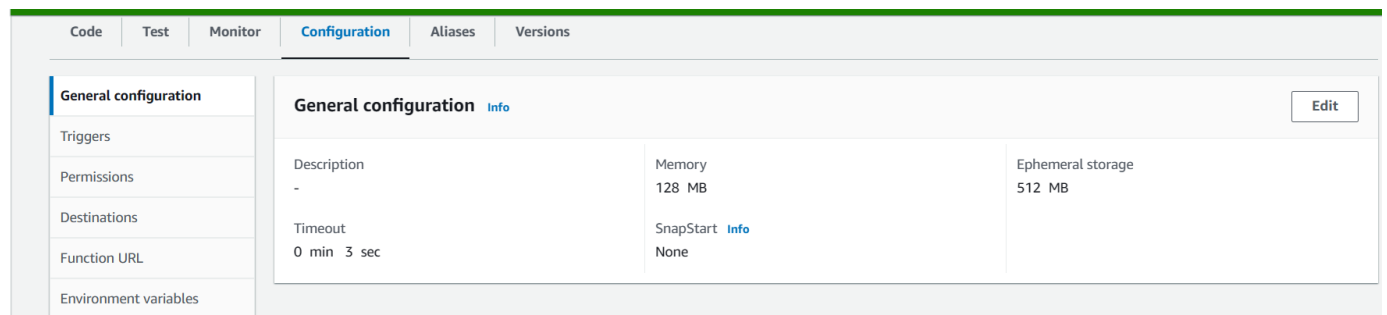 Code Test Monitor Configuration Aliases Versions
General configuration
Triggers
Permissions
Destinations
Function URL
Environment variables
General configuration Info
Edit
Description
-
Memory
128 MB
Ephemeral storage
512 MB
Timeout
0 min 3 sec
SnapStart Info
None